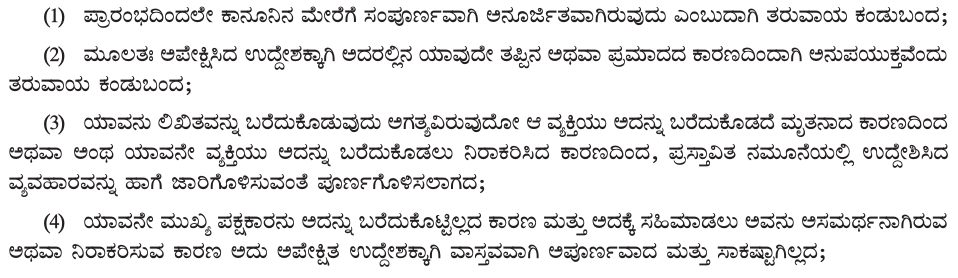 (1) ಪ್ರಾರಂಭದಿಂದಲೇ ಕಾನೂನಿನ ಮೇರೆಗೆ ಸಂಪೂರ್ಣವಾಗಿ ಅನೂರ್ಜಿತವಾಗಿರುವುದು ಎಂಬುದಾಗಿ ತರುವಾಯ ಕಂಡುಬಂದ;
(2) ಮೂಲತಃ ಅಪೇಕ್ಷಿಸಿದ ಉದ್ದೇಶಕ್ಕಾಗಿ ಅದರಲ್ಲಿನ ಯಾವುದೇ ತಪ್ಪಿನ ಅಥವಾ ಪ್ರಮಾದದ ಕಾರಣದಿಂದಾಗಿ ಅನುಪಯುಕ್ತವೆಂದು
ತರುವಾಯ ಕಂಡುಬಂದ;
(3) ಯಾವನು ಲಿಖಿತವನ್ನು ಬರೆದುಕೊಡುವುದು ಅಗತ್ಯವಿರುವುದೋ ಆ ವ್ಯಕ್ತಿಯು ಅದನ್ನು ಬರೆದುಕೊಡದೆ ಮೃತನಾದ ಕಾರಣದಿಂದ
ಅಥವಾ ಅಂಥ ಯಾವನೇ ವ್ಯಕ್ತಿಯು ಅದನ್ನು ಬರೆದುಕೊಡಲು ನಿರಾಕರಿಸಿದ ಕಾರಣದಿಂದ, ಪ್ರಸ್ತಾವಿತ ನಮೂನೆಯಲ್ಲಿ ಉದ್ದೇಶಿಸಿದ
ವ್ಯವಹಾರವನ್ನು ಹಾಗೆ ಜಾರಿಗೊಳಿಸುವಂತೆ ಪೂರ್ಣಗೊಳಿಸಲಾಗದ;
(4) ಯಾವನೇ ಮುಖ್ಯ ಪಕ್ಷಕಾರನು ಅದನ್ನು ಬರೆದುಕೊಟ್ಟಿಲ್ಲದ ಕಾರಣ ಮತ್ತು ಅದಕ್ಕೆ ಸಹಿಮಾಡಲು ಅವನು ಅಸಮರ್ಥನಾಗಿರುವ
ಅಥವಾ ನಿರಾಕರಿಸುವ ಕಾರಣ ಅದು ಅಪೇಕ್ಷಿತ ಉದ್ದೇಶಕ್ಕಾಗಿ ವಾಸ್ತವವಾಗಿ ಅಪೂರ್ಣವಾದ ಮತ್ತು ಸಾಕಷ್ಟಾಗಿಲ್ಲದ;